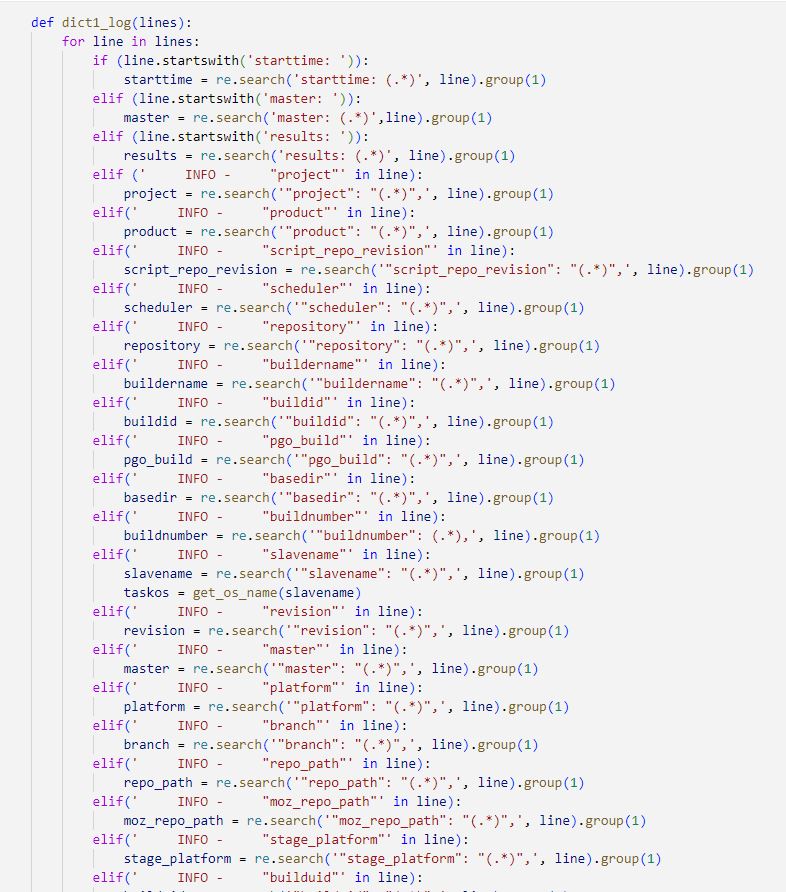 def dict1_log(lines):
    for line in lines:
        if (line.startswith('starttime: ')):
            starttime = re.search('starttime: (.*)', line).group(1)
        elif (line.startswith('master: ')):
            master = re.search('master: (.*)',line).group(1)
        elif (line.startswith('results: ')):
            results = re.search('results: (.*)', line).group(1)
        elif ('     INFO -     "project"' in line):
            project = re.search('"project": "(.*)",', line).group(1)
        elif('     INFO -     "product"' in line):
            product = re.search('"product": "(.*)",', line).group(1)
        elif('     INFO -     "script_repo_revision"' in line):
            script_repo_revision = re.search('"script_repo_revision": "(.*)",', line).group(1)
        elif('     INFO -     "scheduler"' in line):
            scheduler = re.search('"scheduler": "(.*)",', line).group(1)
        elif('     INFO -     "repository"' in line):
            repository = re.search('"repository": "(.*)",', line).group(1)
        elif('     INFO -     "buildername"' in line):
            buildername = re.search('"buildername": "(.*)",', line).group(1)
        elif('     INFO -     "buildid"' in line):
            buildid = re.search('"buildid": "(.*)",', line).group(1)
        elif('     INFO -     "pgo_build"' in line):
            pgo_build = re.search('"pgo_build": "(.*)",', line).group(1)
        elif('     INFO -     "basedir"' in line):
            basedir = re.search('"basedir": "(.*)",', line).group(1)
        elif('     INFO -     "buildnumber"' in line):
            buildnumber = re.search('"buildnumber": (.*),', line).group(1)
        elif('     INFO -     "slavename"' in line):
            slavename = re.search('"slavename": "(.*)",', line).group(1)
            taskos = get_os_name(slavename)
        elif('     INFO -     "revision"' in line):
            revision = re.search('"revision": "(.*)",', line).group(1)
        elif('     INFO -     "master"' in line):
            master = re.search('"master": "(.*)",', line).group(1)
        elif('     INFO -     "platform"' in line):
            platform = re.search('"platform": "(.*)",', line).group(1)
        elif('     INFO -     "branch"' in line):
            branch = re.search('"branch": "(.*)",', line).group(1)
        elif('     INFO -     "repo_path"' in line):
            repo_path = re.search('"repo_path": "(.*)",', line).group(1)
        elif('     INFO -     "moz_repo_path"' in line):
            moz_repo_path = re.search('"moz_repo_path": "(.*)",', line).group(1)
        elif('     INFO -     "stage_platform"' in line):
            stage_platform = re.search('"stage_platform": "(.*)",', line).group(1)
        elif('     INFO -     "builduid"' in line):